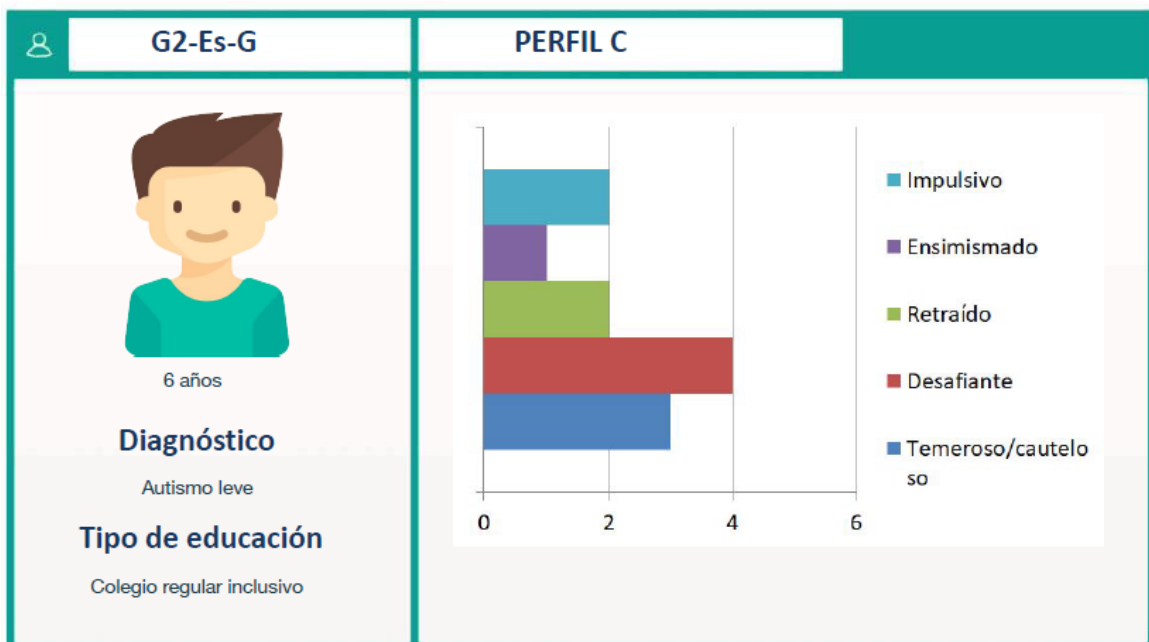 G2-Es-G
PERFIL C
6 años
Diagnóstico
Autismo leve
Tipo de educación
Colegio regular inclusivo
Impulsivo
Ensimismado
Retraído
Desafiante
Temeroso/cautelo
so
0 2 4 6